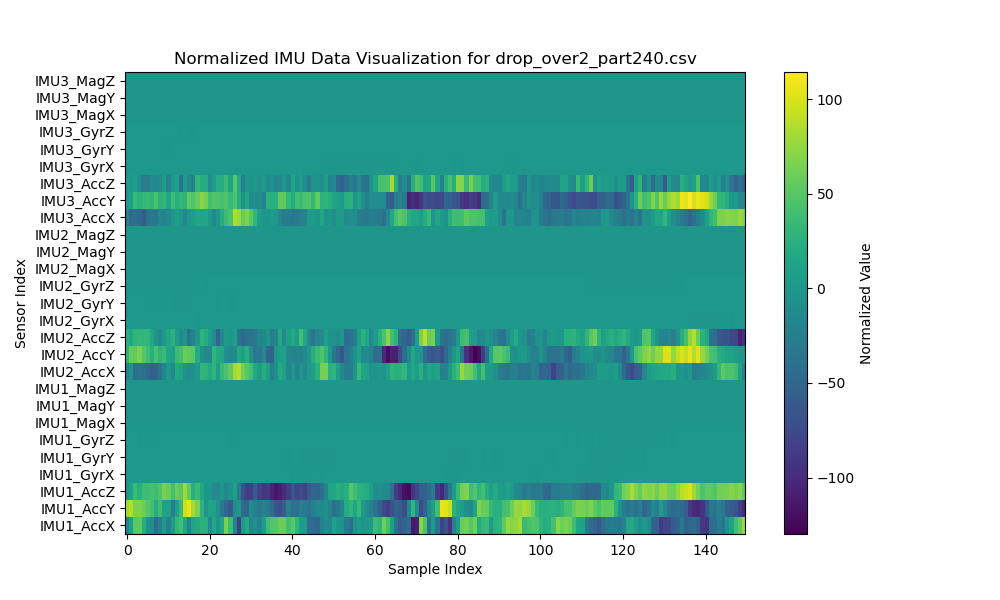 Normalized IMU Data Visualization for drop_over2_part240.csv
IMU3_MagZ
IMU3_MagY
IMU3_MagX
IMU3_GyrZ
IMU3_GyrY
IMU3_GyrX
IMU3_AccZ
IMU3_AccY
IMU3_AccX
IMU2_MagZ
IMU2_MagY
IMU2_MagX
IMU2_GyrZ
IMU2_GyrY
IMU2_GyrX
IMU2_AccZ
IMU2_AccY
IMU2_AccX
IMU1_MagZ
IMU1_MagY
IMU1_MagX
IMU1_GyrZ
IMU1_GyrY
IMU1_GyrX
IMU1_AccZ
IMU1_AccY
IMU1_AccX
Sensor Index
0 20 40 60 80 100 120 140
Sample Index
100
50
0
−50
−100
Normalized Value